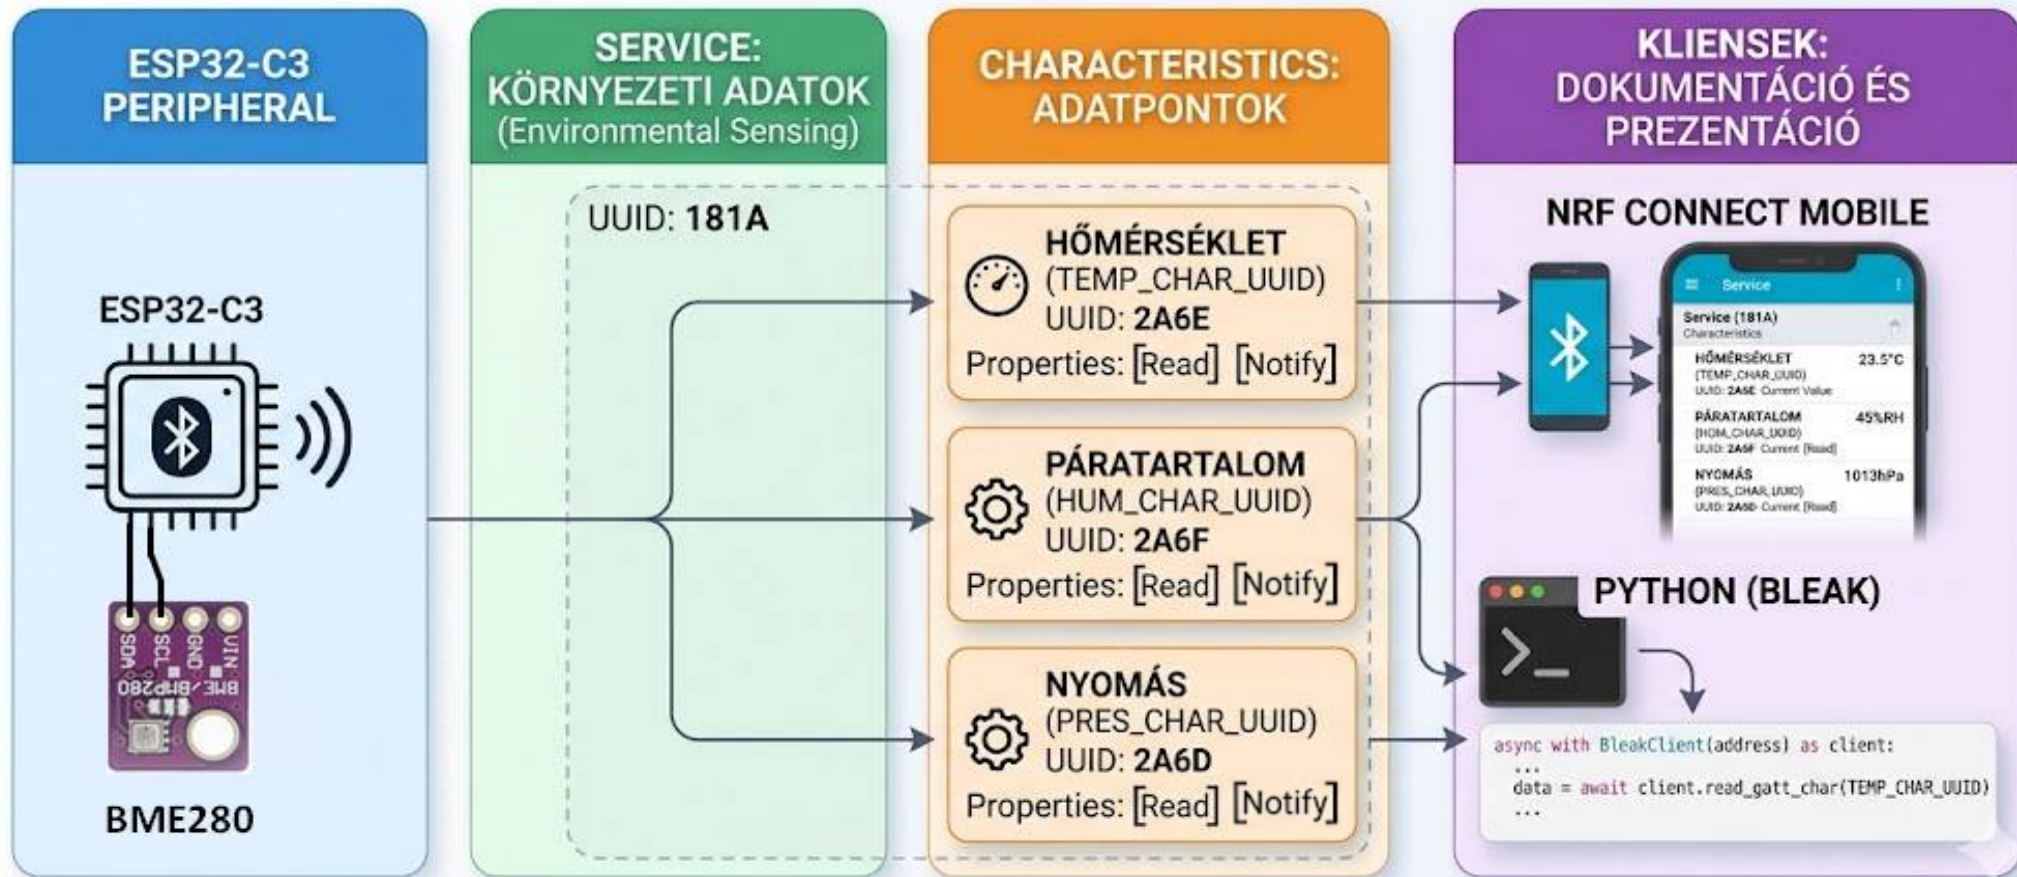 ESP32-C3
PERIPHERAL
ESP32-C3
SDA
SCL
GND
VIN
BME/BMP280
BME280
SERVICE:
KÖRNYEZETI ADATOK
(Environmental Sensing)
UUID: 181A
CHARACTERISTICS:
ADATPONTOK
HŐMÉRSÉKLET
(TEMP_CHAR_UUID)
UUID: 2A6E
Properties: [Read] [Notify]
PÁRATARTALOM
(HUM_CHAR_UUID)
UUID: 2A6F
Properties: [Read] [Notify]
NYOMÁS
(PRES_CHAR_UUID)
UUID: 2A6D
Properties: [Read] [Notify]
KLIENSEK:
DOKUMENTÁCIÓ ÉS
PREZENTÁCIÓ
NRF CONNECT MOBILE
Service
Service (181A)
Characteristics
HŐMÉRSÉKLET 23.5°C
(TEMP_CHAR_UUID)
UUID: 2A6E Current Value
PÁRATARTALOM 45%RH
UUID: 2A6F Current [Read]
NYOMÁS 1013hPa
(PRES_CHAR_UUID)
UUID: 2A6D Current [Read]
PYTHON (BLEAK)
>_
async with BleakClient(address) as client:
...
data = await client.read_gatt_char(TEMP_CHAR_UUID)
...